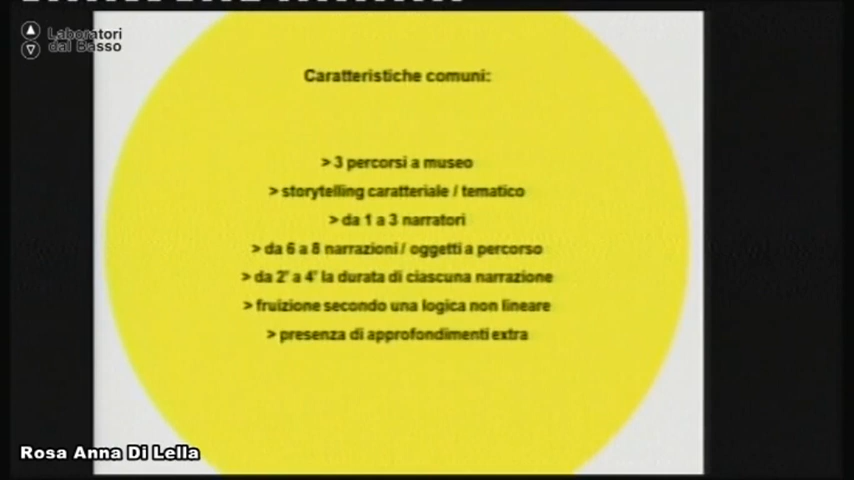 Laboratori
dal Basso
Caratteristiche comuni:
> 3 percorsi a museo
> storytelling caratteriale / tematico
> da 1 a 3 narratori
> da 6 a 8 narrazioni / oggetti a percorso
> da 2' a 4' la durata di ciascuna narrazione
> fruizione secondo una logica non lineare
> presenza di approfondimenti extra
Rosa Anna Di Lella